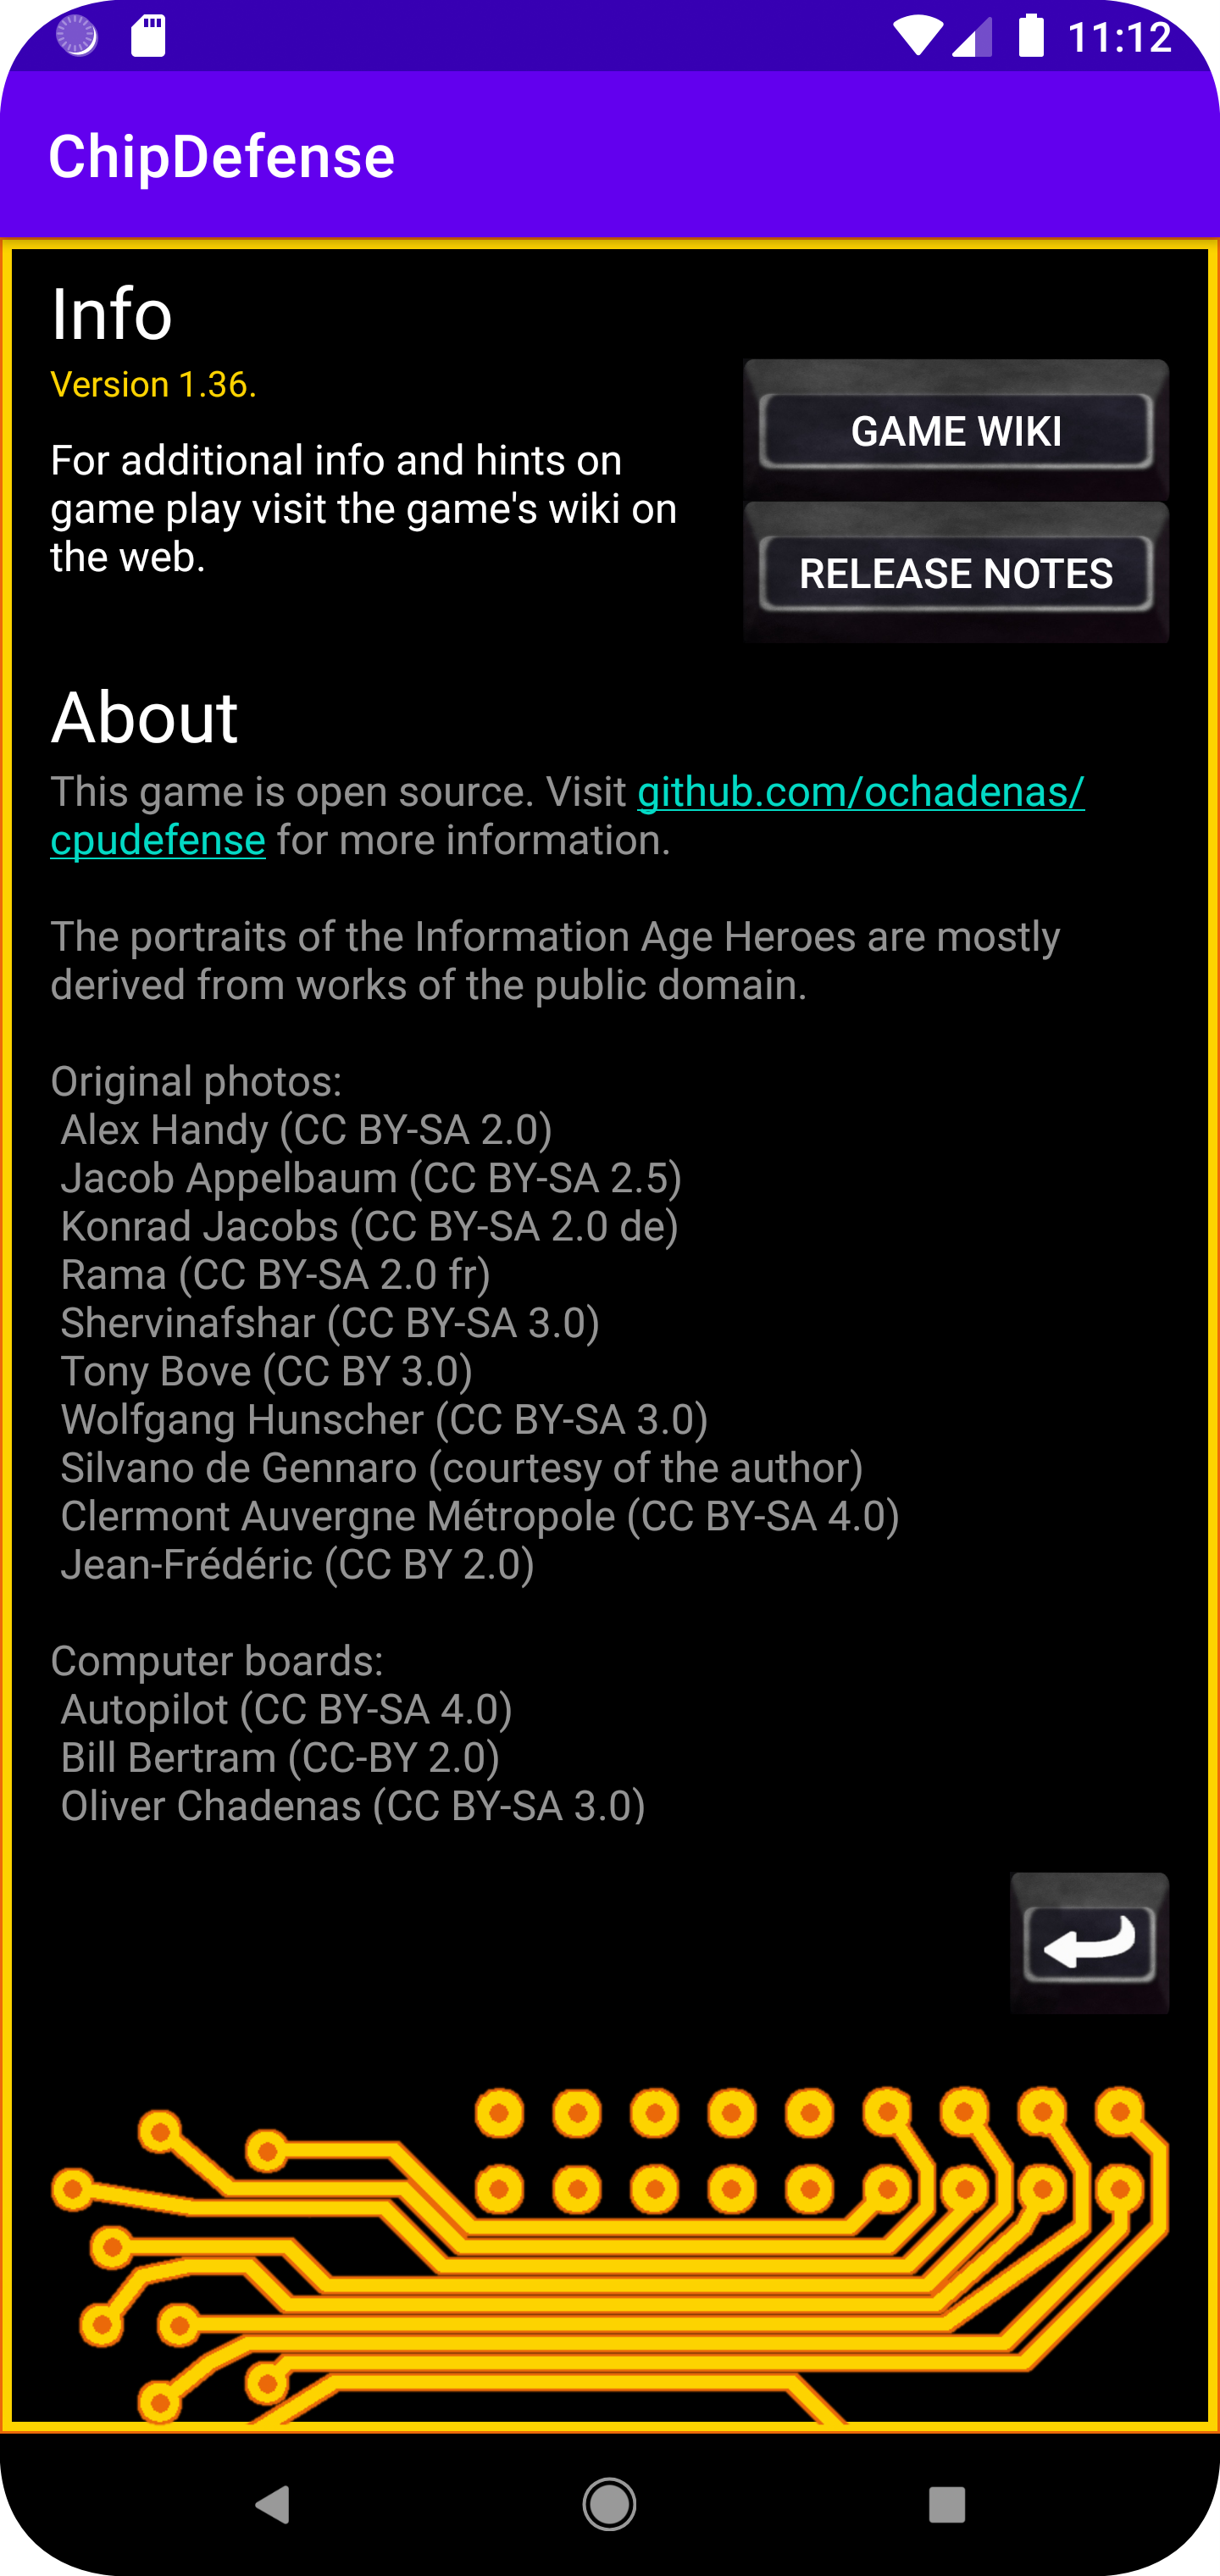 11:12
ChipDefense
Info
Version 1.36.
For additional info and hints on
game play visit the game's wiki on
the web.
GAME WIKI
RELEASE NOTES
About
This game is open source. Visit github.com/ochadenas/
cpudefense for more information.
The portraits of the Information Age Heroes are mostly
derived from works of the public domain.
Original photos:
Alex Handy (CC BY-SA 2.0)
Jacob Appelbaum (CC BY-SA 2.5)
Konrad Jacobs (CC BY-SA 2.0 de)
Rama (CC BY-SA 2.0 fr)
Shervinafshar (CC BY-SA 3.0)
Tony Bove (CC BY 3.0)
Wolfgang Hunscher (CC BY-SA 3.0)
Silvano de Gennaro (courtesy of the author)
Clermont Auvergne Métropole (CC BY-SA 4.0)
Jean-Frédéric (CC BY 2.0)
Computer boards:
Autopilot (CC BY-SA 4.0)
Bill Bertram (CC-BY 2.0)
Oliver Chadenas (CC BY-SA 3.0)